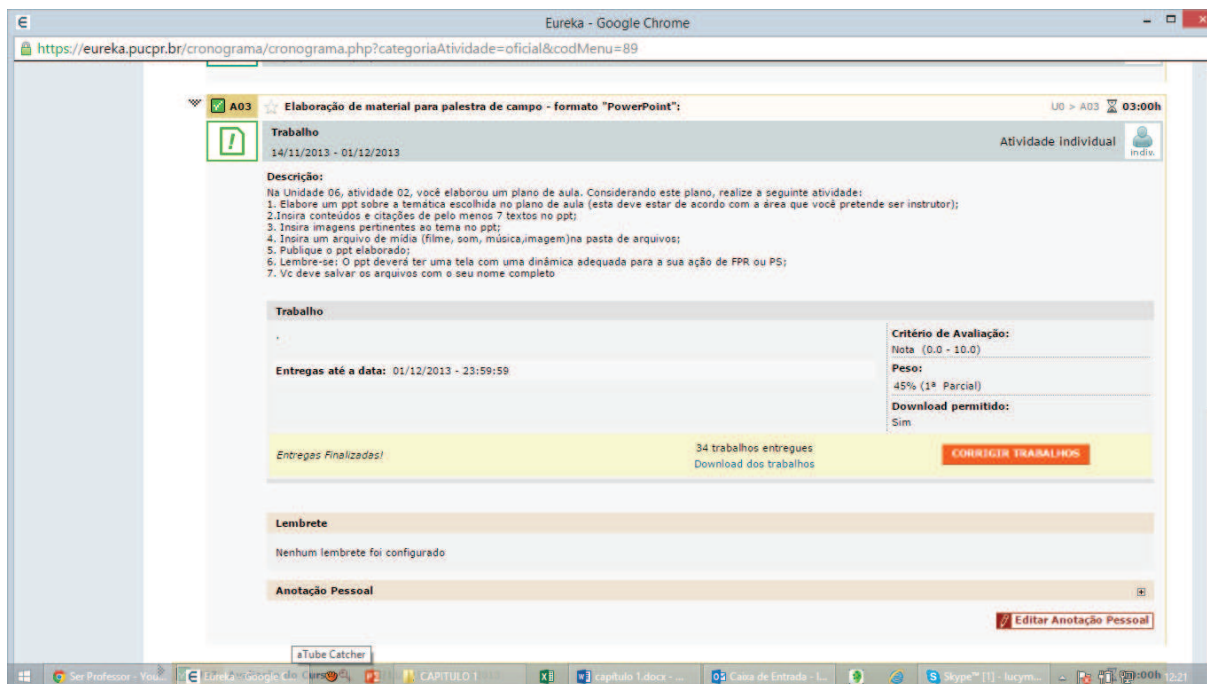 Eureka - Google Chrome
https://eureka.pucpr.br/cronograma/cronograma.php?categoriaAtividade=oficial&codMenu=89
A03 Elaboração de material para palestra de campo - formato "PowerPoint": U0 > A03 03:00h
Trabalho
14/11/2013 - 01/12/2013
Atividade individual
indiv.
Descrição:
Na Unidade 06, atividade 02, você elaborou um plano de aula. Considerando este plano, realize a seguinte atividade:
1. Elabore um ppt sobre a temática escolhida no plano de aula (esta deve estar de acordo com a área que você pretende ser instrutor);
2.Insira conteúdos e citações de pelo menos 7 textos no ppt;
3. Insira imagens pertinentes ao tema no ppt;
4. Insira um arquivo de mídia (filme, som, música,imagem)na pasta de arquivos;
5. Publique o ppt elaborado;
6. Lembre-se: O ppt deverá ter uma tela com uma dinâmica adequada para a sua ação de FPR ou PS;
7. Vc deve salvar os arquivos com o seu nome completo
Trabalho
.
Entregas até a data: 01/12/2013 - 23:59:59
Critério de Avaliação:
Nota (0.0 - 10.0)
Peso:
45% (1ª Parcial)
Download permitido:
Sim
Entregas Finalizadas!
34 trabalhos entregues
Download dos trabalhos
CORRIGIR TRABALHOS
Lembrete
Nenhum lembrete foi configurado
Anotação Pessoal
Editar Anotação Pessoal
aTube Catcher
Ser Professor - You... Eureka - Google CAPITULO 1 capítulo 1.docx - ... Caixa de Entrada - l... Skype™ [1] - lucym... :00h 12:21